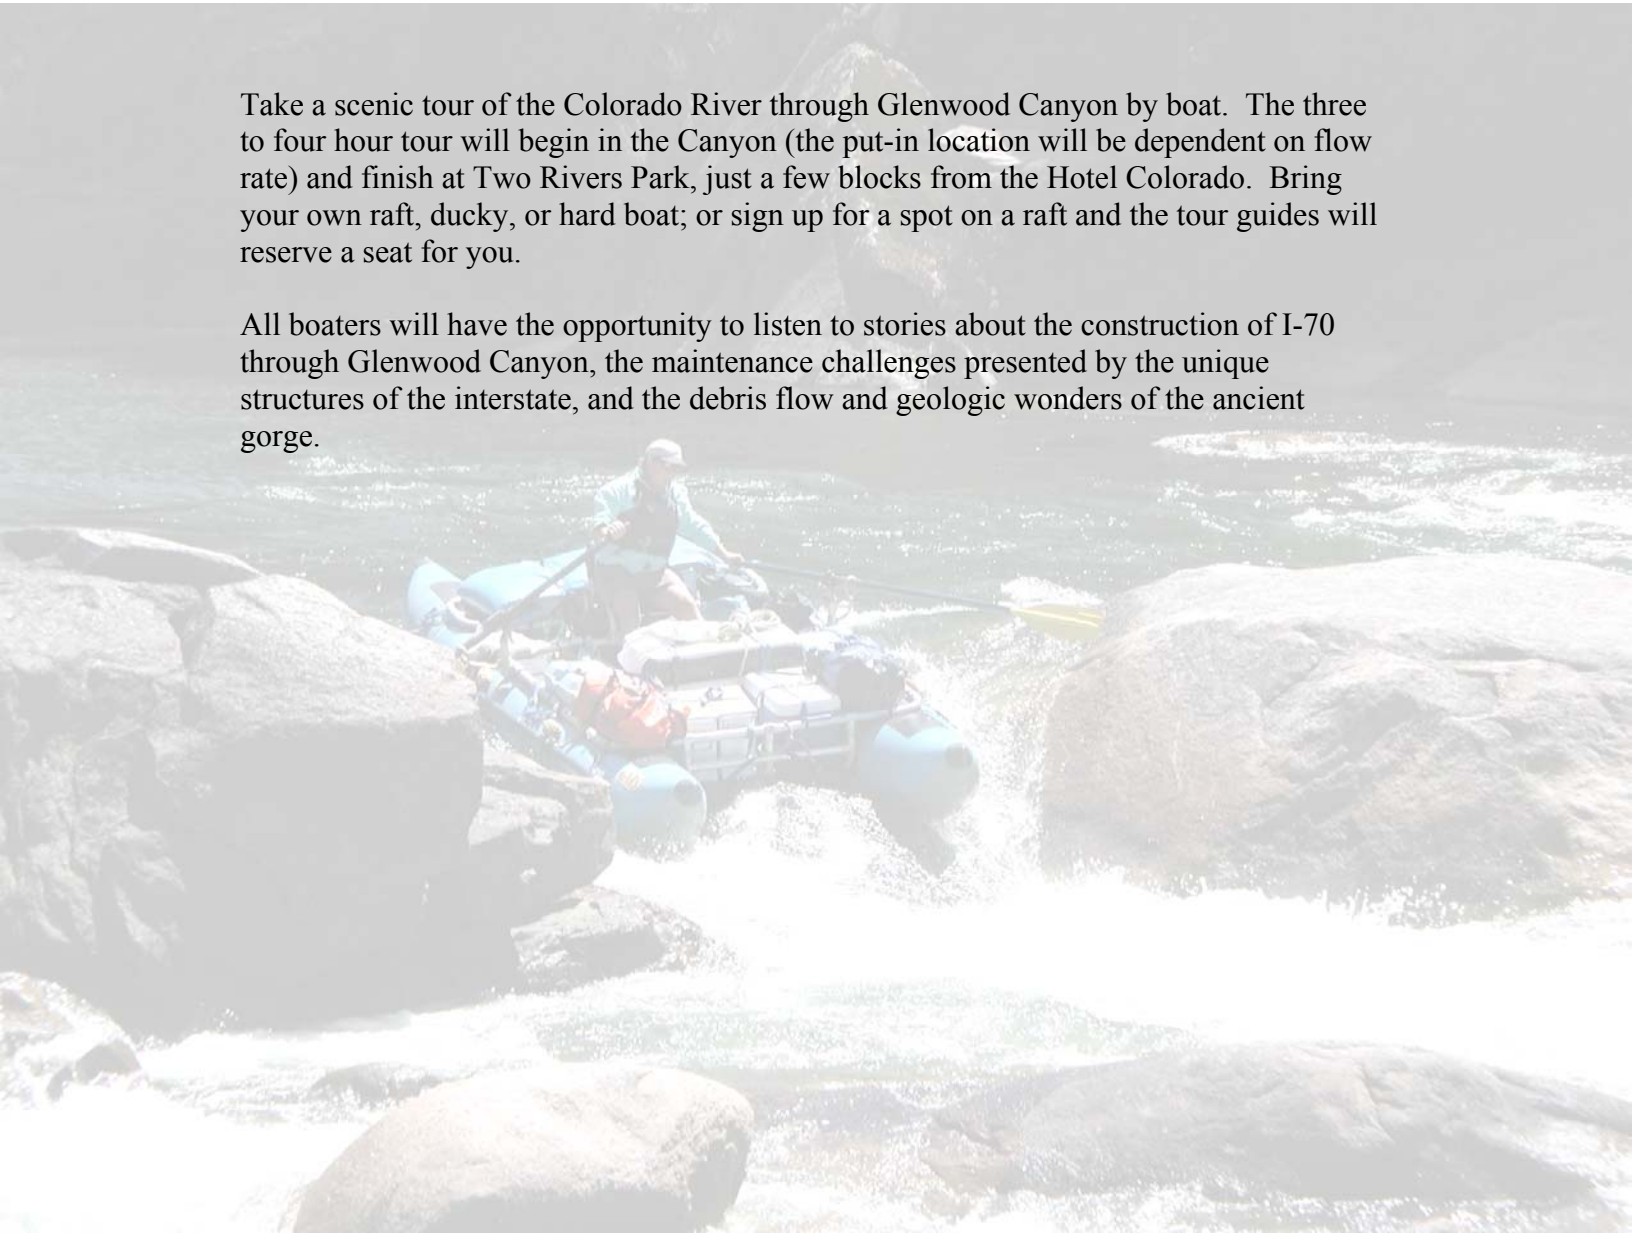 Take a scenic tour of the Colorado River through Glenwood Canyon by boat.  The three
to four hour tour will begin in the Canyon (the put-in location will be dependent on flow
rate) and finish at Two Rivers Park, just a few blocks from the Hotel Colorado.  Bring
your own raft, ducky, or hard boat; or sign up for a spot on a raft and the tour guides will
reserve a seat for you.
All boaters will have the opportunity to listen to stories about the construction of I-70
through Glenwood Canyon, the maintenance challenges presented by the unique
structures of the interstate, and the debris flow and geologic wonders of the ancient
gorge.